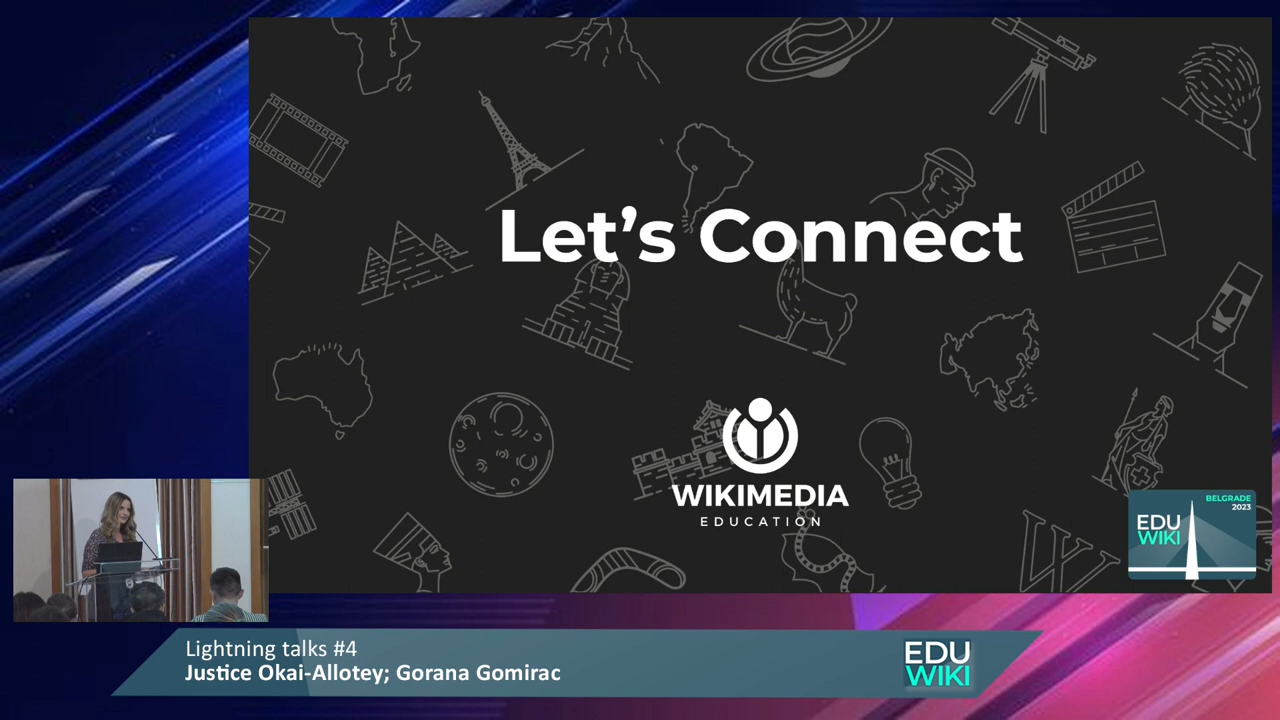 Let's Connect
WIKIMEDIA
EDUCATION
BELGRADE
2023
EDU
WIKI
Lightning talks #4
Justice Okai-Allotey; Gorana Gomirac
EDU
WIKI